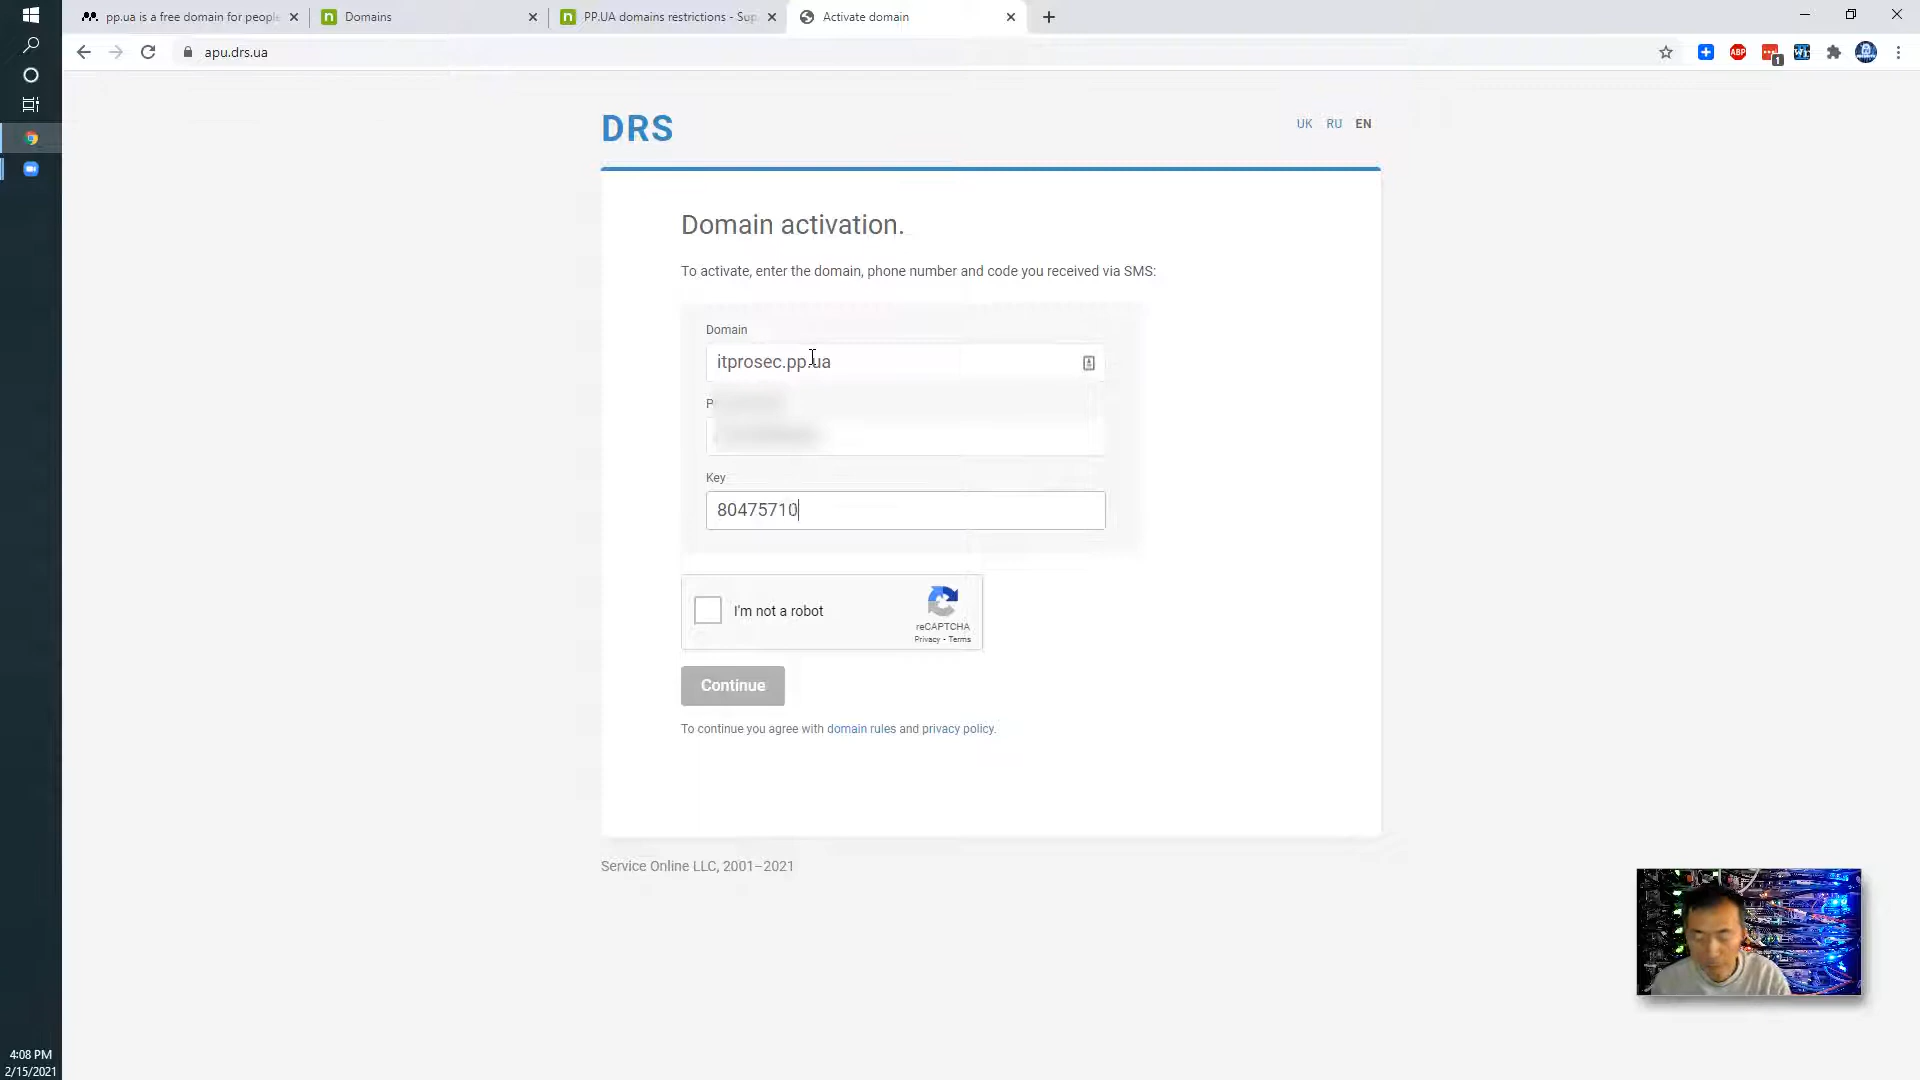 pp.ua is a free domain for people
Domains
PP.UA domains restrictions - Sup
Activate domain
apu.drs.ua
ABP
1
DRS
UK RU EN
Domain activation.
To activate, enter the domain, phone number and code you received via SMS:
Domain
itprosec.pp.ua
P
Key
80475710
I'm not a robot
reCAPTCHA
Privacy - Terms
Continue
To continue you agree with domain rules and privacy policy.
Service Online LLC, 2001–2021
4:08 PM
2/15/2021